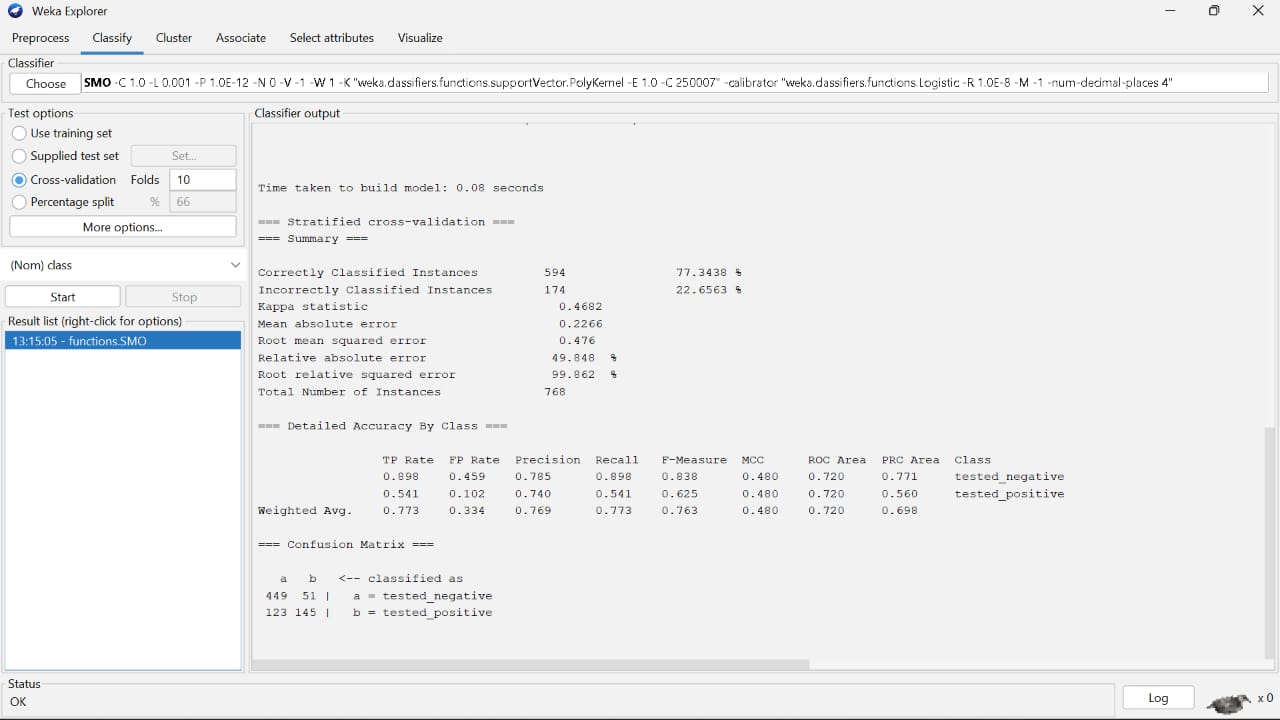 Weka Explorer
Preprocess Classify Cluster Associate Select attributes Visualize
Classifier
Choose SMO -C 1.0 -L 0.001 -P 1.0E-12 -N 0 -V -1 -W 1 -K "weka.classifiers.functions.supportVector.PolyKernel -E 1.0 -C 250007" -calibrator "weka.classifiers.functions.Logistic -R 1.0E-8 -M -1 -num-decimal-places 4"
Test options
Use training set
Supplied test set Set...
Cross-validation Folds 10
Percentage split % 66
More options...
(Nom) class
Start Stop
Result list (right-click for options)
13:15:05 - functions.SMO
Classifier output
Time taken to build model: 0.08 seconds
=== Stratified cross-validation ===
=== Summary ===
Correctly Classified Instances 594 77.3438 %
Incorrectly Classified Instances 174 22.6563 %
Kappa statistic 0.4682
Mean absolute error 0.2266
Root mean squared error 0.476
Relative absolute error 49.848 %
Root relative squared error 99.862 %
Total Number of Instances 768
=== Detailed Accuracy By Class ===
TP Rate FP Rate Precision Recall F-Measure MCC ROC Area PRC Area Class
0.898 0.459 0.785 0.898 0.838 0.480 0.720 0.771 tested_negative
0.541 0.102 0.740 0.541 0.625 0.480 0.720 0.560 tested_positive
Weighted Avg. 0.773 0.334 0.769 0.773 0.763 0.480 0.720 0.698
=== Confusion Matrix ===
a b <-- classified as
449 51 | a = tested_negative
123 145 | b = tested_positive
Status
OK
Log x 0